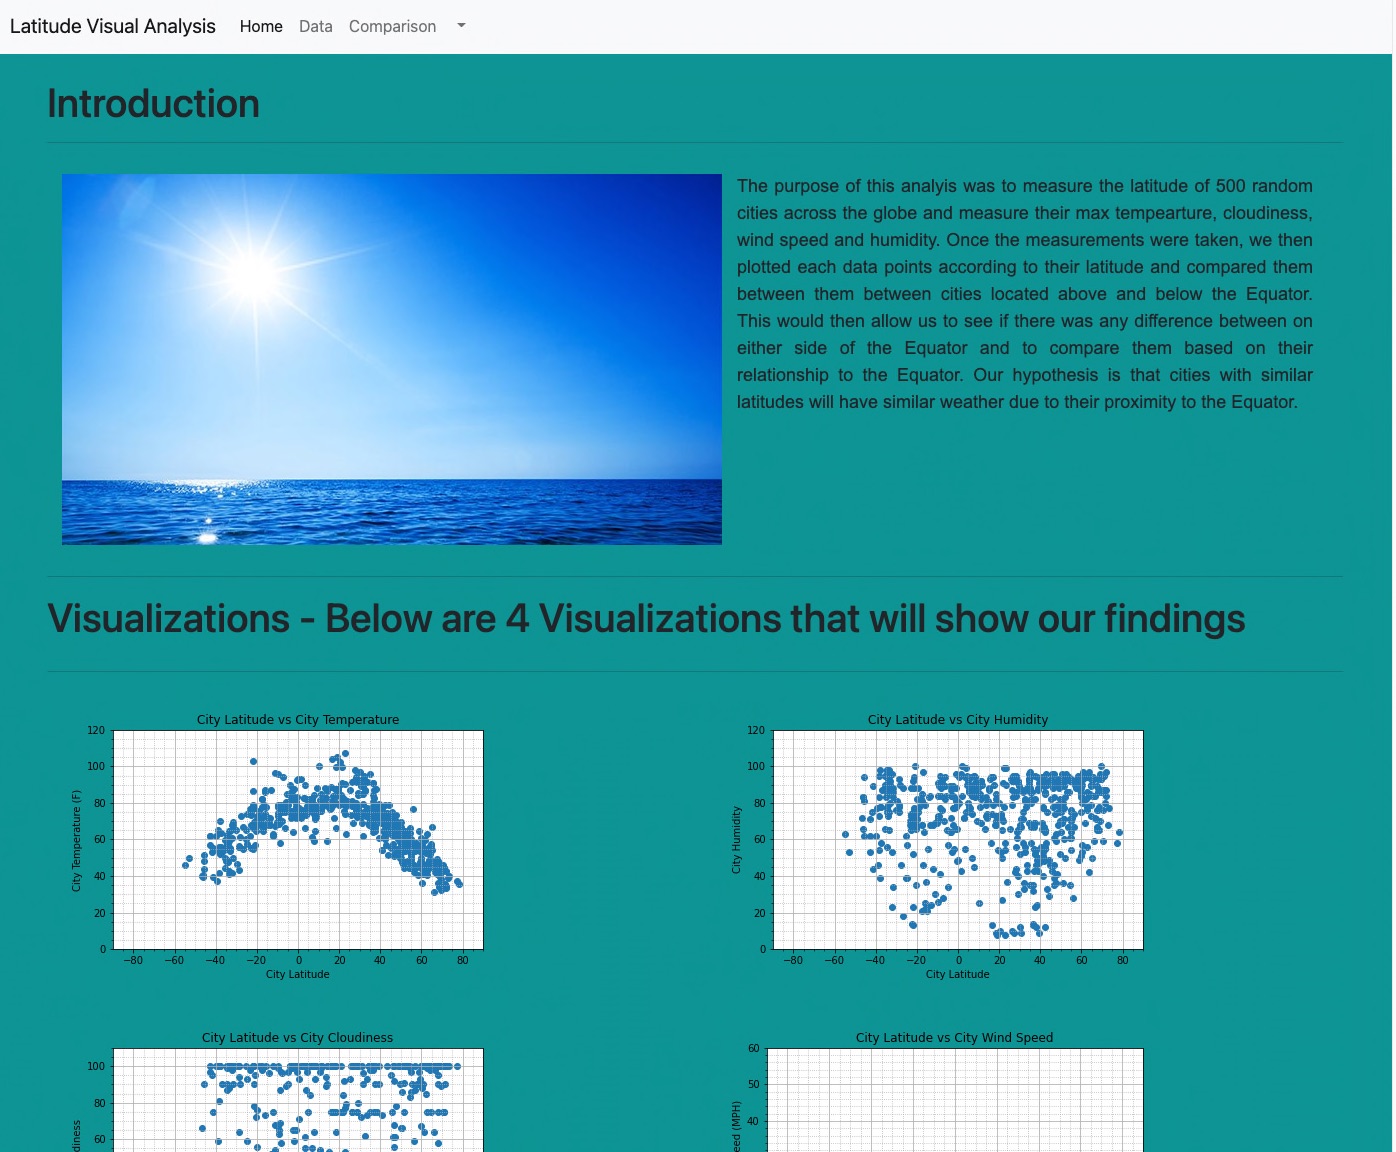 Latitude Visual Analysis Home Data Comparison
Introduction
The purpose of this analyis was to measure the latitude of 500 random
cities across the globe and measure their max tempearture, cloudiness,
wind speed and humidity. Once the measurements were taken, we then
plotted each data points according to their latitude and compared them
between them between cities located above and below the Equator.
This would then allow us to see if there was any difference between on
either side of the Equator and to compare them based on their
relationship to the Equator. Our hypothesis is that cities with similar
latitudes will have similar weather due to their proximity to the Equator.
Visualizations - Below are 4 Visualizations that will show our findings
City Latitude vs City Temperature
120
100
80
60
40
20
0
City Temperature (F)
−80 −60 −40 −20 0 20 40 60 80
City Latitude
City Latitude vs City Humidity
120
100
80
60
40
20
0
City Humidity
−80 −60 −40 −20 0 20 40 60 80
City Latitude
City Latitude vs City Cloudiness
100
80
60
diness
City Latitude vs City Wind Speed
60
50
40
eed (MPH)